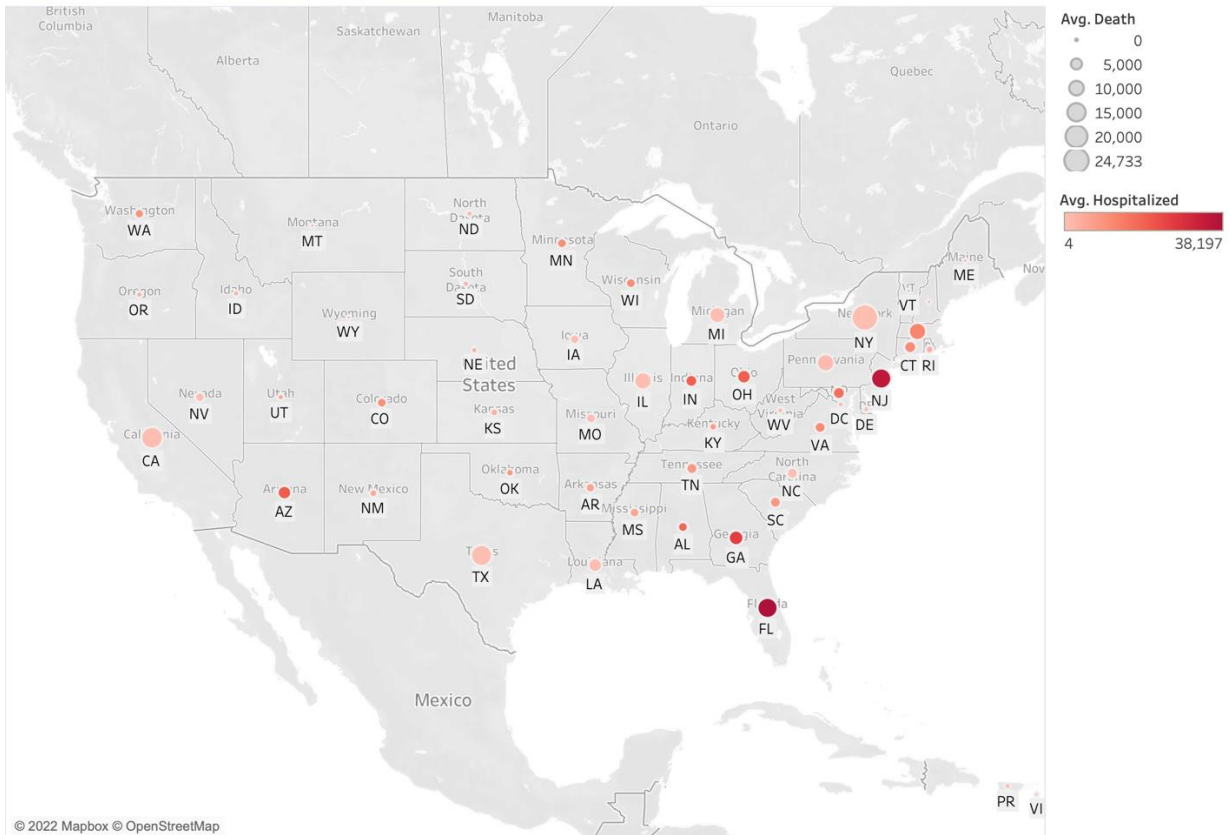 British
Columbia
Alberta
Saskatchewan
Manitoba
Ontario
Quebec
Avg. Death
0
5,000
10,000
15,000
20,000
24,733
Avg. Hospitalized
4
38,197
Washington
WA
Montana
MT
North
Dakota
ND
Minnesota
MN
Wisconsin
WI
Michigan
MI
VT
VT
Maine
ME
Nov
Oregon
OR
Idaho
ID
Wyoming
WY
South
Dakota
SD
Iowa
IA
New York
NY
CT
RI
Nevada
NV
Utah
UT
Colorado
CO
NE
United
States
Kansas
KS
Missouri
MO
Illinois
IL
Indiana
IN
Ohio
OH
Pennsylvania
NJ
West
Virginia
WV
DC
DE
VA
Kentucky
KY
California
CA
Arizona
AZ
New Mexico
NM
Oklahoma
OK
Arkansas
AR
Tennessee
TN
North
Carolina
NC
SC
Mississippi
MS
AL
Georgia
GA
Texas
TX
Louisiana
LA
Florida
FL
Mexico
PR
VI
© 2022 Mapbox © OpenStreetMap